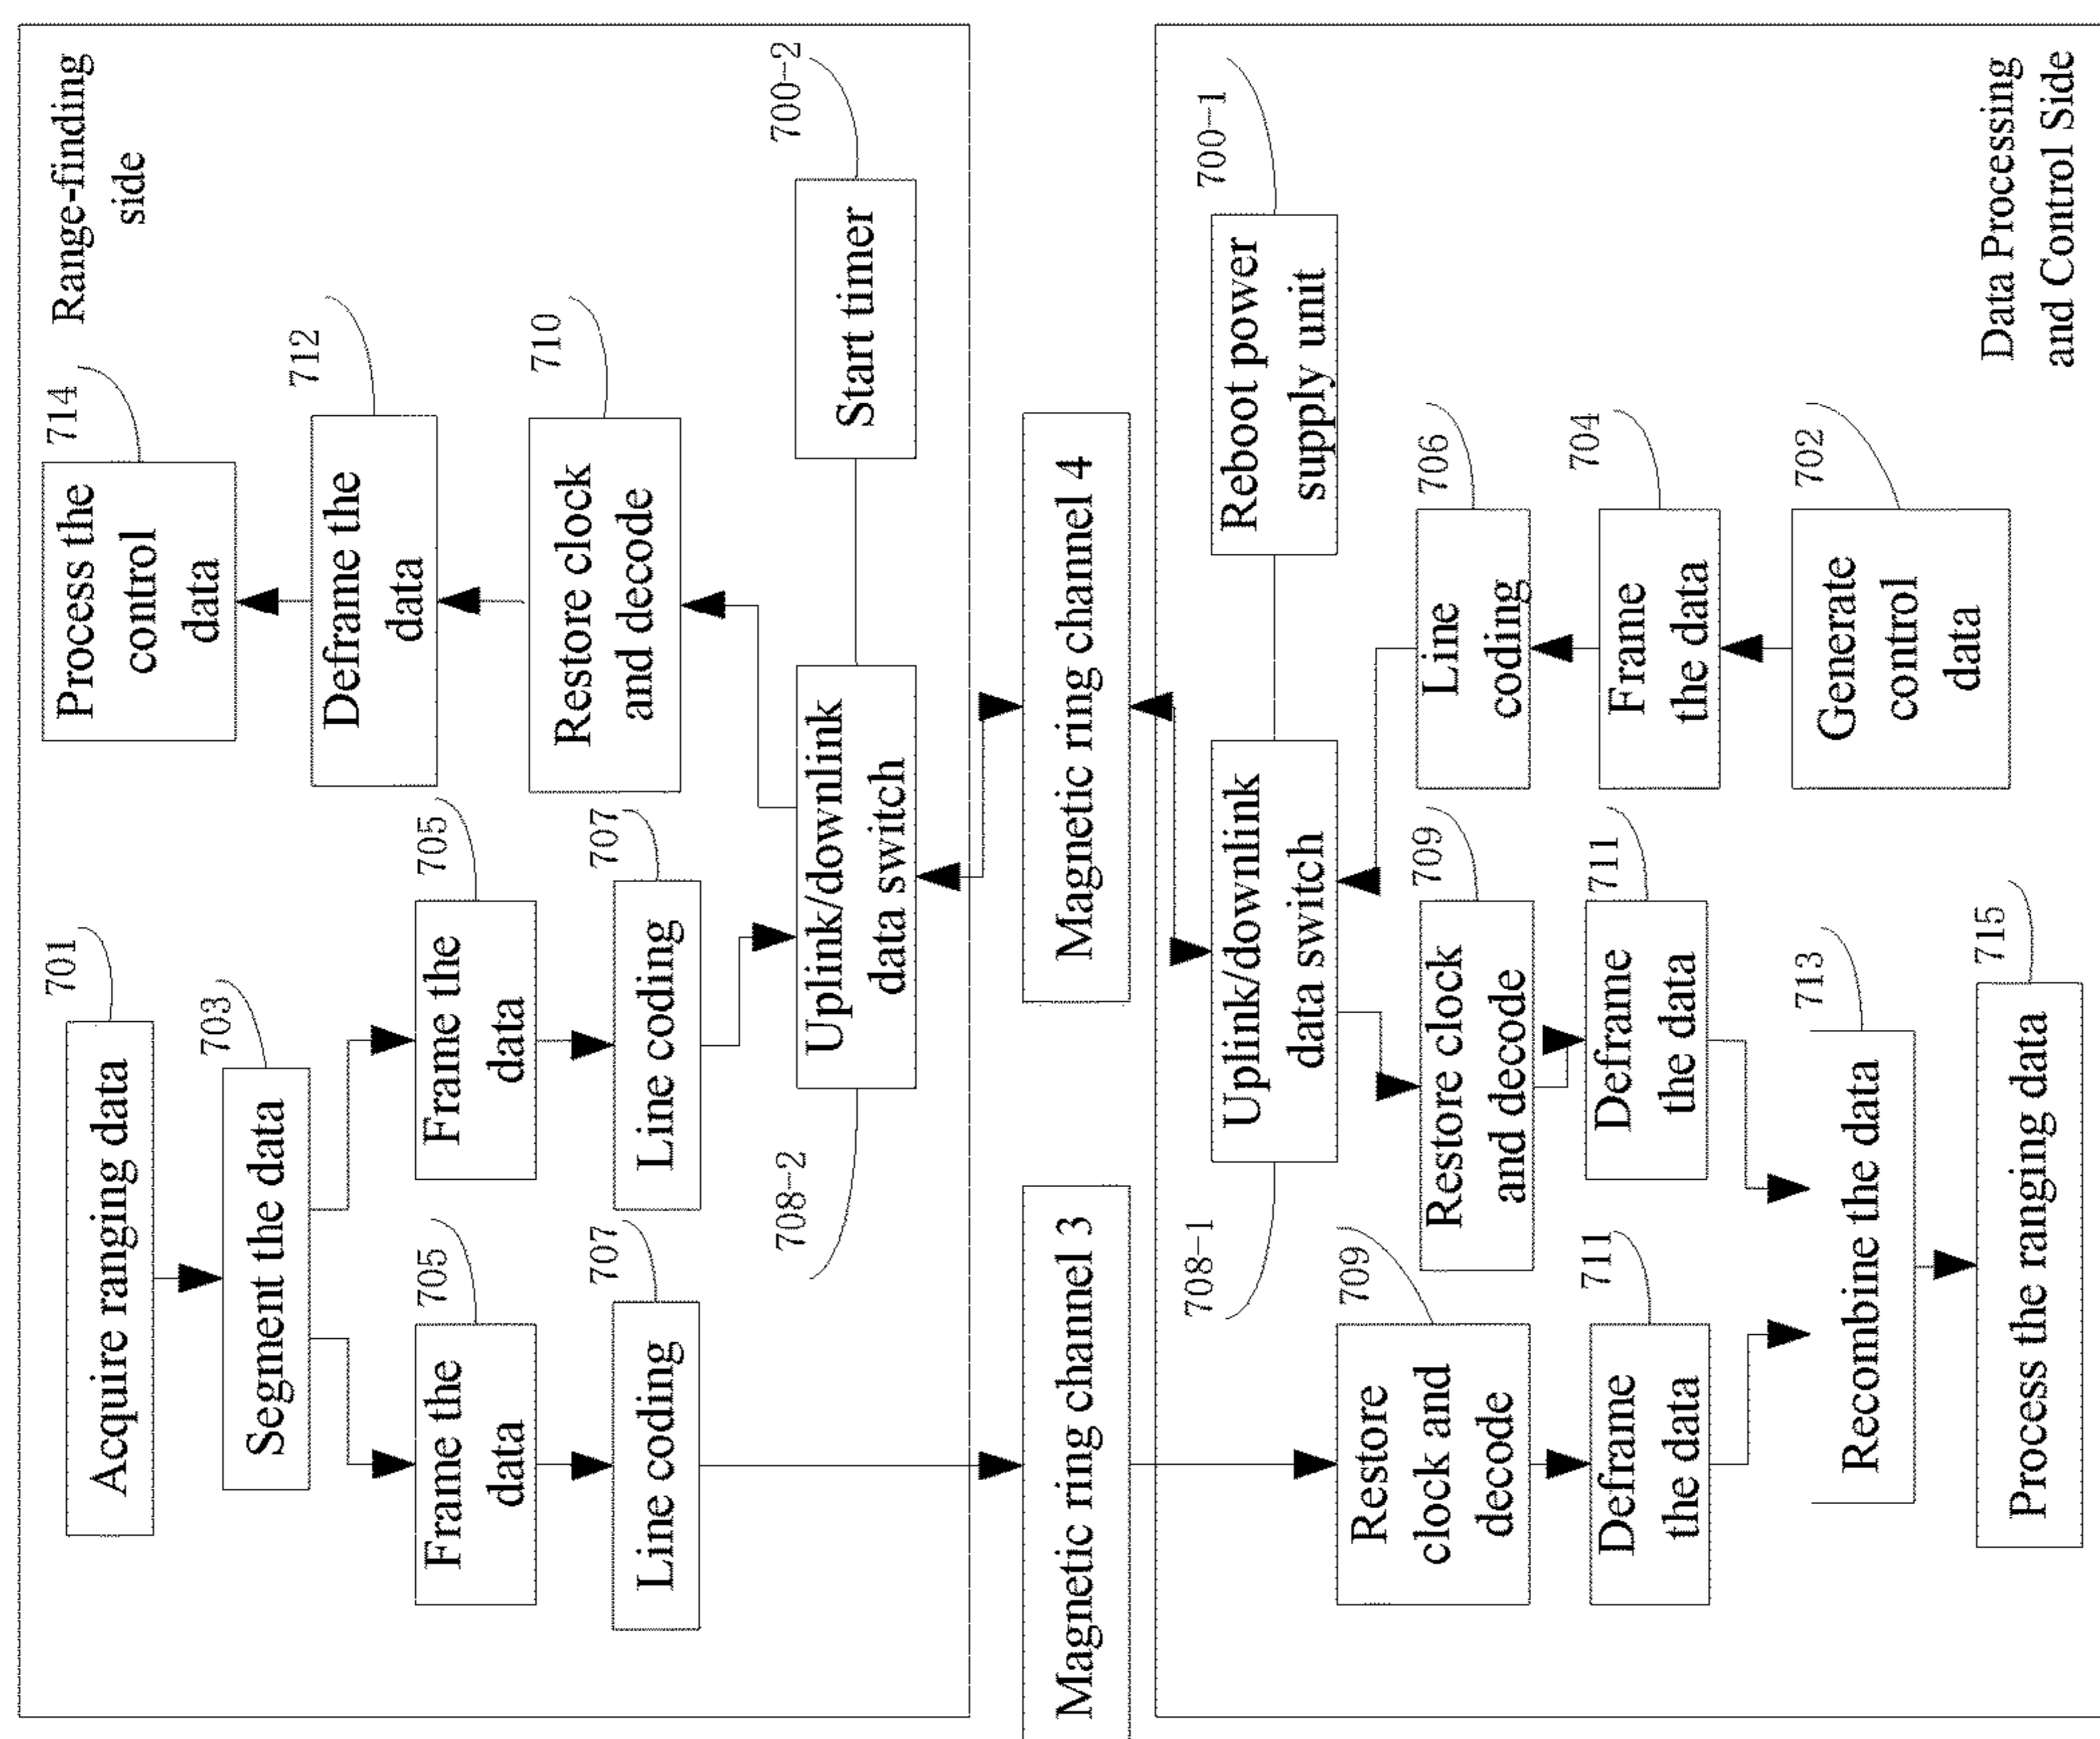 Range-finding
side
701
Acquire ranging data
703
Segment the data
705
Frame the
data
705
Frame the
data
707
Line coding
707
Line coding
714
Process the
control
data
712
Deframe the
data
710
Restore clock
and decode
708-2
Uplink/downlink
data switch
700-2
Start timer
Magnetic ring channel 3
Magnetic ring channel 4
708-1
Uplink/downlink
data switch
700-1
Reboot power
supply unit
709
Restore
clock and
decode
709
Restore clock
and decode
706
Line
coding
711
Deframe
the data
711
Deframe
the data
704
Frame
the data
713
Recombine the data
702
Generate
control
data
715
Process the ranging data
Data Processing
and Control Side